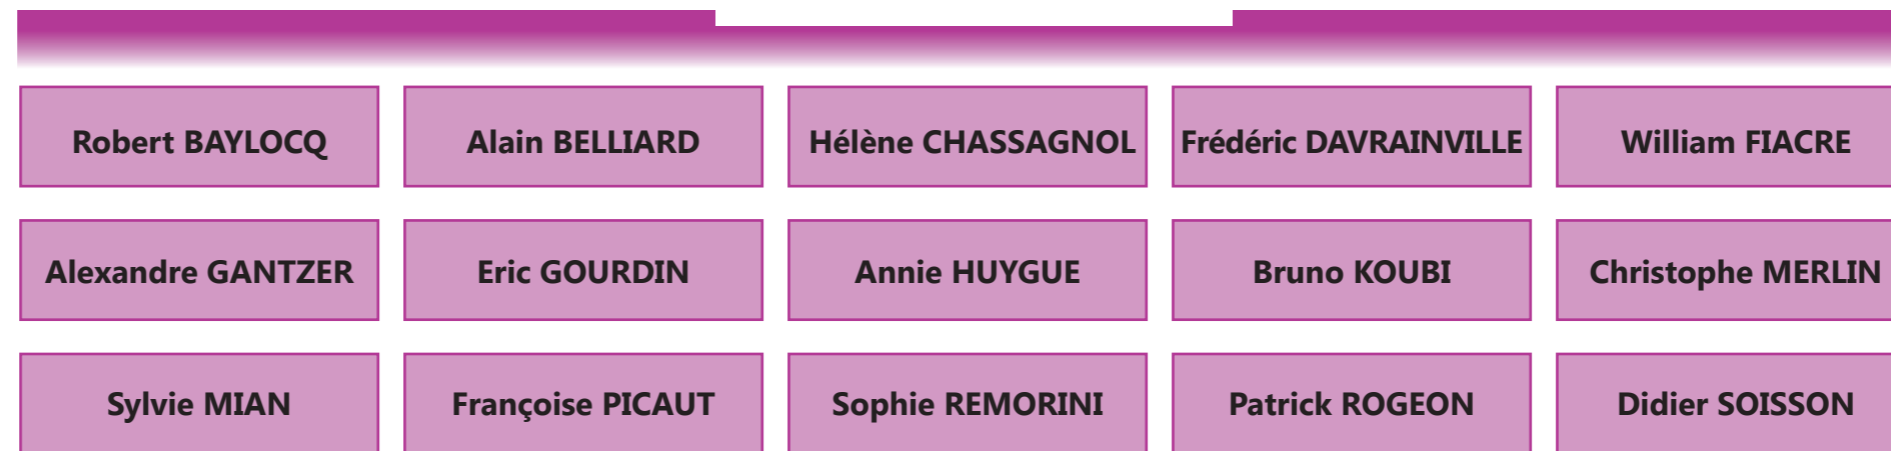 Robert BAYLOCQ
Alain BELLIARD
Hélène CHASSAGNOL
Frédéric DAVRAINVILLE
William FIACRE
Alexandre GANTZER
Eric GOURDIN
Annie HUYGUE
Bruno KOUBI
Christophe MERLIN
Sylvie MIAN
Françoise PICAUT
Sophie REMORINI
Patrick ROGEON
Didier SOISSON